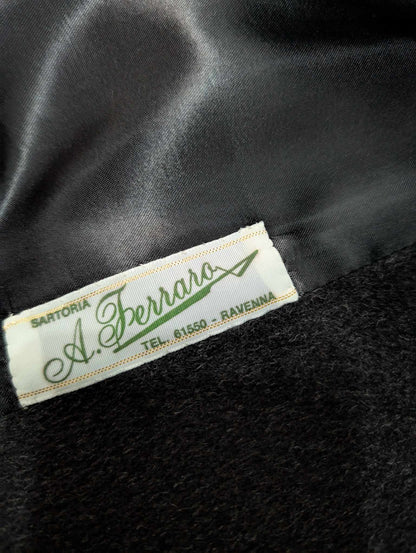 SARTORIA
A. Ferraro
TEL. 61550 - RAVENNA